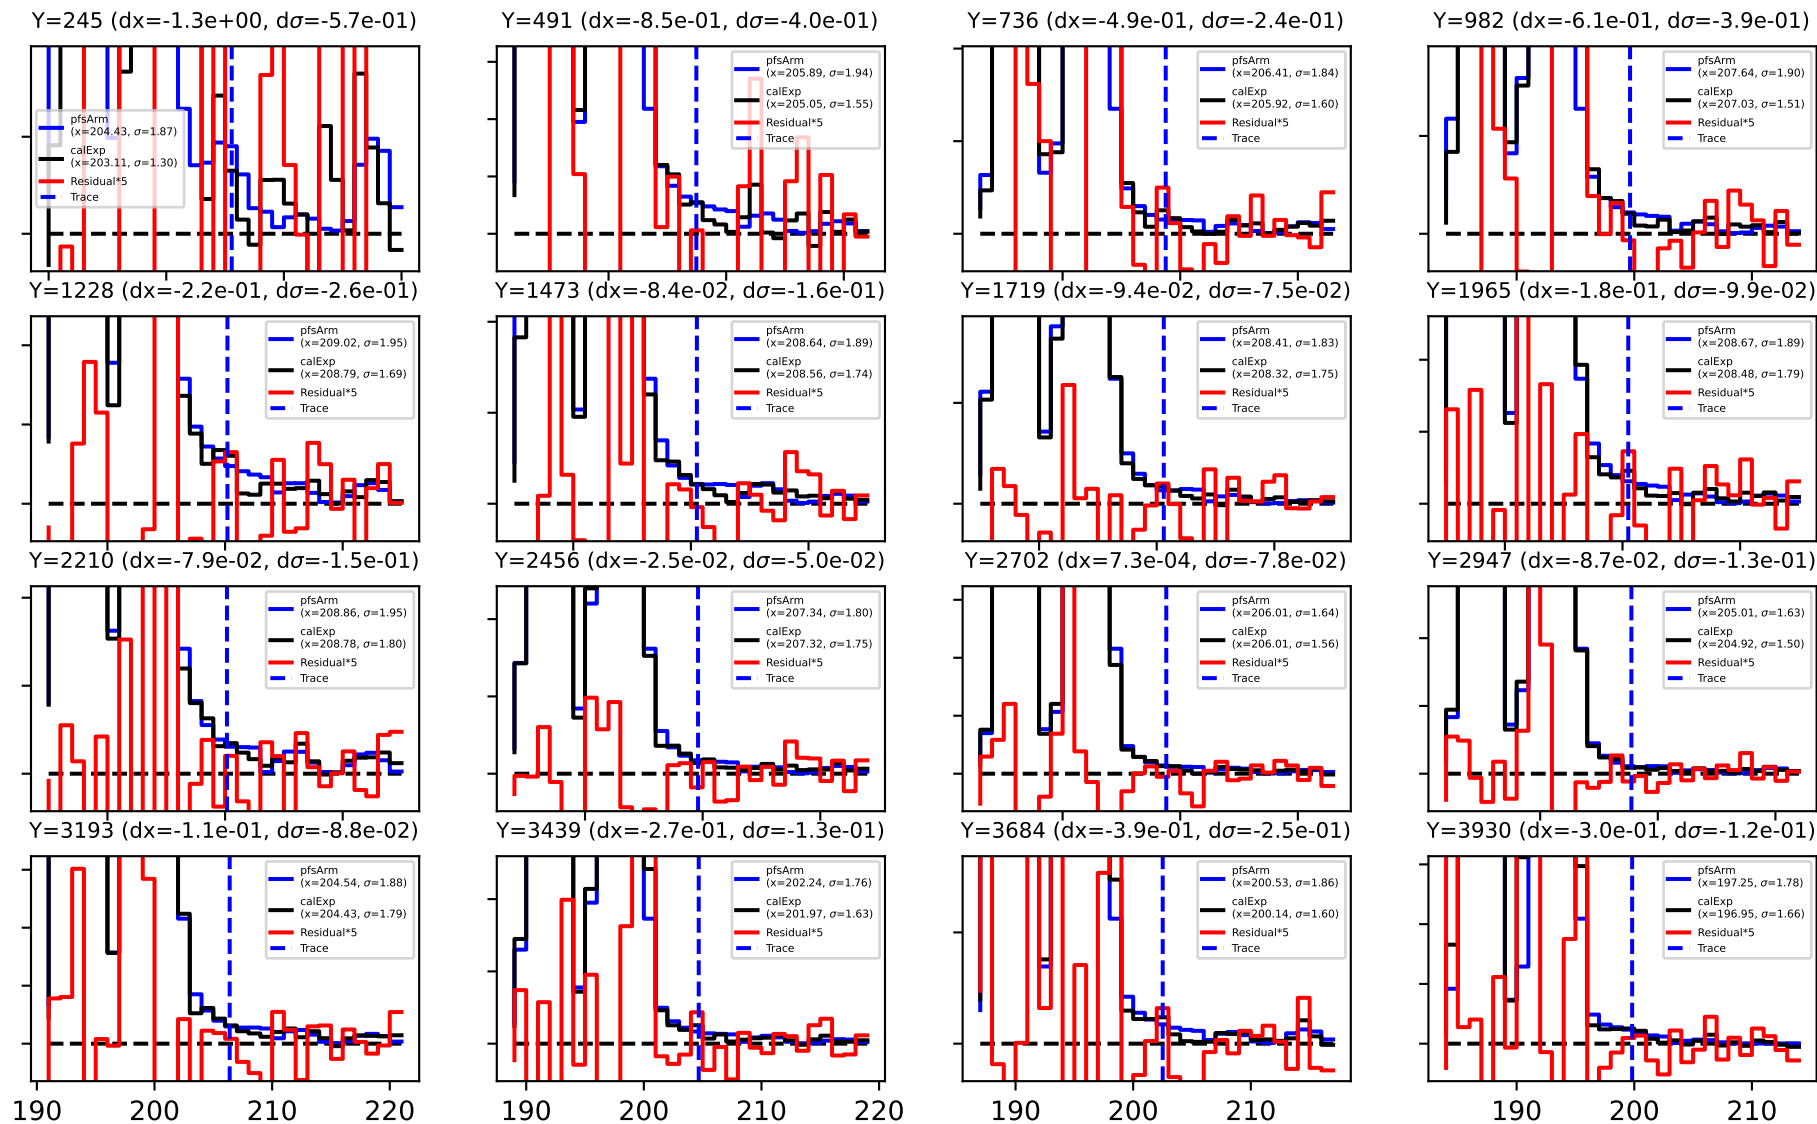 Y=245 (dx=-1.3e+00, dσ=-5.7e-01)
pfsArm
(x=204.43, σ=1.87)
calExp
(x=203.11, σ=1.30)
Residual*5
Trace
Y=491 (dx=-8.5e-01, dσ=-4.0e-01)
pfsArm
(x=205.89, σ=1.94)
calExp
(x=205.05, σ=1.55)
Residual*5
Trace
Y=736 (dx=-4.9e-01, dσ=-2.4e-01)
pfsArm
(x=206.41, σ=1.84)
calExp
(x=205.92, σ=1.60)
Residual*5
Trace
Y=982 (dx=-6.1e-01, dσ=-3.9e-01)
pfsArm
(x=207.64, σ=1.90)
calExp
(x=207.03, σ=1.51)
Residual*5
Trace
Y=1228 (dx=-2.2e-01, dσ=-2.6e-01)
pfsArm
(x=209.02, σ=1.95)
calExp
(x=208.79, σ=1.69)
Residual*5
Trace
Y=1473 (dx=-8.4e-02, dσ=-1.6e-01)
pfsArm
(x=208.64, σ=1.89)
calExp
(x=208.56, σ=1.74)
Residual*5
Trace
Y=1719 (dx=-9.4e-02, dσ=-7.5e-02)
pfsArm
(x=208.41, σ=1.83)
calExp
(x=208.32, σ=1.75)
Residual*5
Trace
Y=1965 (dx=-1.8e-01, dσ=-9.9e-02)
pfsArm
(x=208.67, σ=1.89)
calExp
(x=208.48, σ=1.79)
Residual*5
Trace
Y=2210 (dx=-7.9e-02, dσ=-1.5e-01)
pfsArm
(x=208.86, σ=1.95)
calExp
(x=208.78, σ=1.80)
Residual*5
Trace
Y=2456 (dx=-2.5e-02, dσ=-5.0e-02)
pfsArm
(x=207.34, σ=1.80)
calExp
(x=207.32, σ=1.75)
Residual*5
Trace
Y=2702 (dx=7.3e-04, dσ=-7.8e-02)
pfsArm
(x=206.01, σ=1.64)
calExp
(x=206.01, σ=1.56)
Residual*5
Trace
Y=2947 (dx=-8.7e-02, dσ=-1.3e-01)
pfsArm
(x=205.01, σ=1.63)
calExp
(x=204.92, σ=1.50)
Residual*5
Trace
Y=3193 (dx=-1.1e-01, dσ=-8.8e-02)
pfsArm
(x=204.54, σ=1.88)
calExp
(x=204.43, σ=1.79)
Residual*5
Trace
190 200 210 220
Y=3439 (dx=-2.7e-01, dσ=-1.3e-01)
pfsArm
(x=202.24, σ=1.76)
calExp
(x=201.97, σ=1.63)
Residual*5
Trace
190 200 210 220
Y=3684 (dx=-3.9e-01, dσ=-2.5e-01)
pfsArm
(x=200.53, σ=1.86)
calExp
(x=200.14, σ=1.60)
Residual*5
Trace
190 200 210
Y=3930 (dx=-3.0e-01, dσ=-1.2e-01)
pfsArm
(x=197.25, σ=1.78)
calExp
(x=196.95, σ=1.66)
Residual*5
Trace
190 200 210